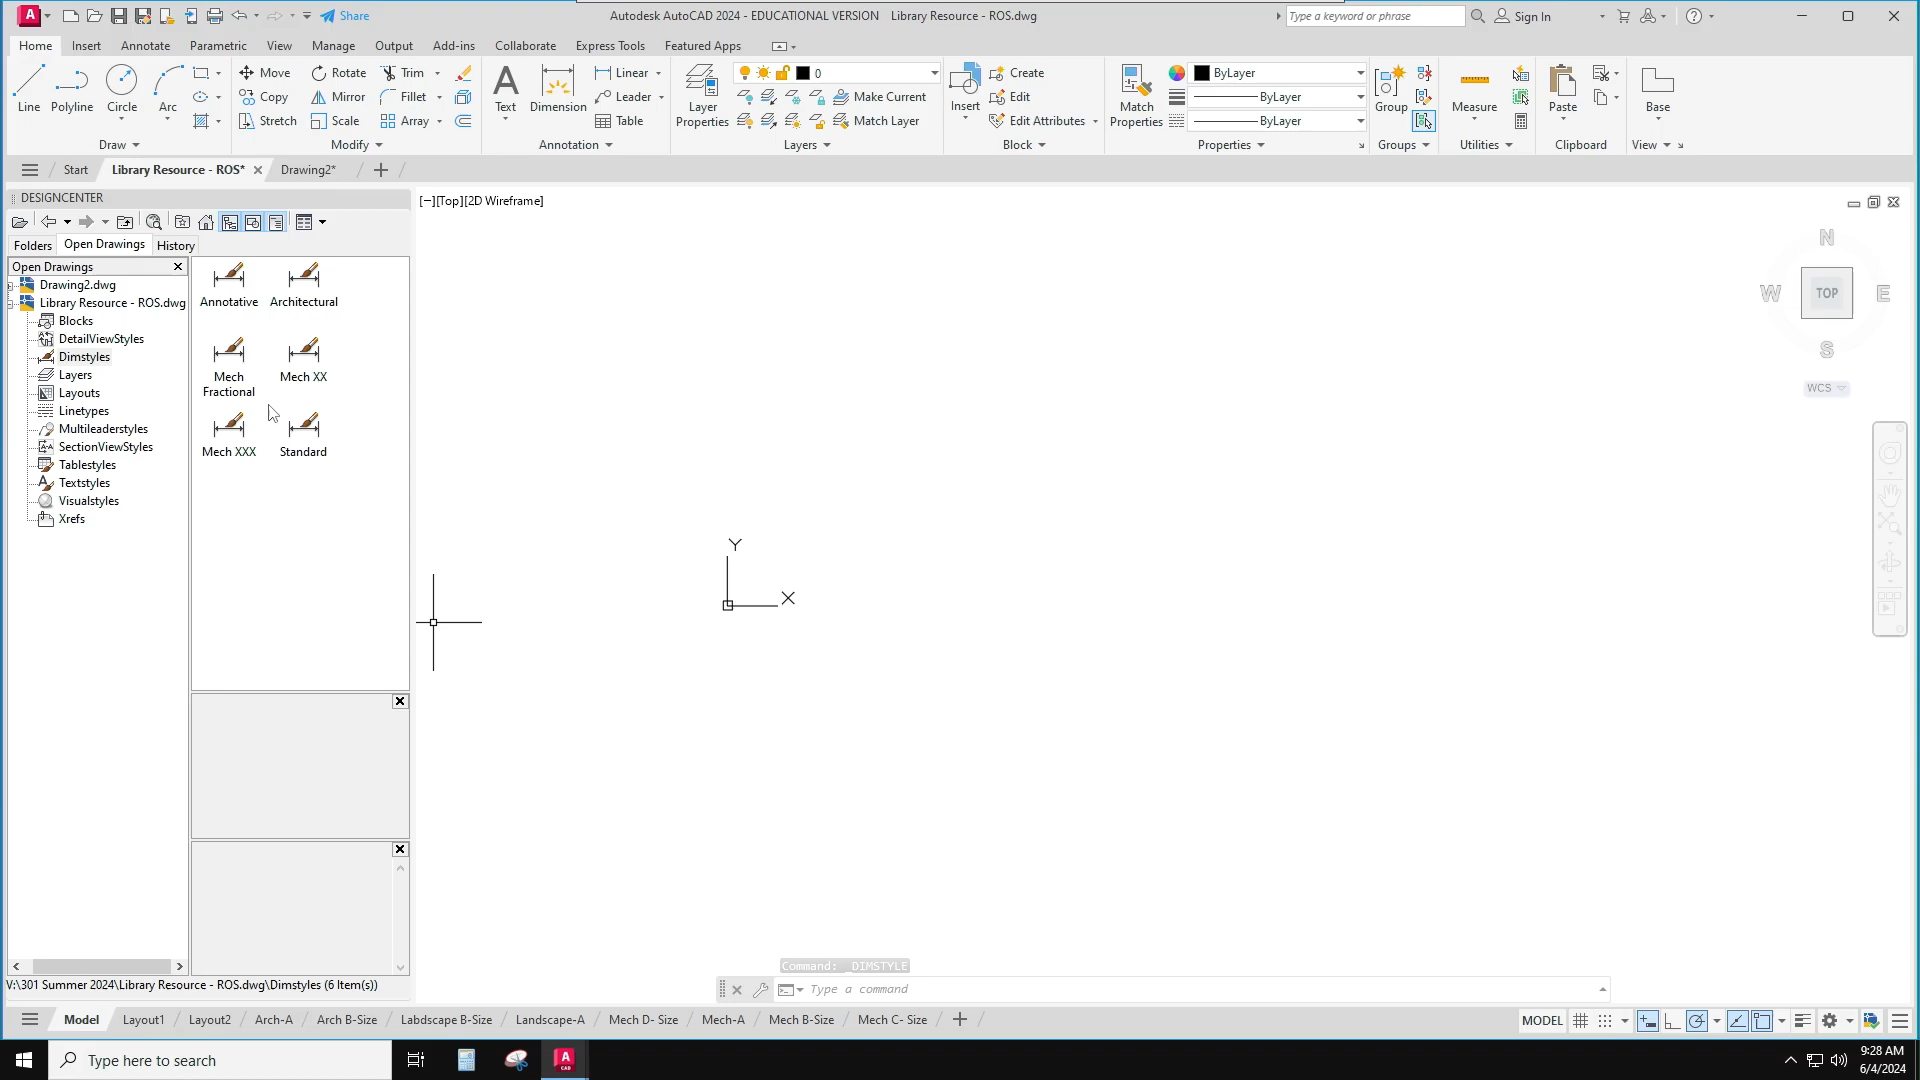 A Share Autodesk AutoCAD 2024 - EDUCATIONAL VERSION Library Resource - ROS.dwg Type a keyword or phrase Sign In
Home Insert Annotate Parametric View Manage Output Add-ins Collaborate Express Tools Featured Apps
Line Polyline Circle Arc
Move Rotate Trim
Copy Mirror Fillet
Stretch Scale Array
Text Dimension
Linear
Leader
Table
Layer Properties
0
Make Current
Match Layer
Insert
Create
Edit
Edit Attributes
Match Properties
ByLayer
ByLayer
ByLayer
Group Measure Paste Base
Draw Modify Annotation Layers Block Properties Groups Utilities Clipboard View
Start Library Resource - ROS* Drawing2*
DESIGNCENTER
Folders Open Drawings History
Open Drawings
Drawing2.dwg
Library Resource - ROS.dwg
Blocks
DetailViewStyles
Dimstyles
Layers
Layouts
Linetypes
Multileaderstyles
SectionViewStyles
Tablestyles
Textstyles
Visualstyles
Xrefs
Annotative Architectural
Mech Fractional Mech XX
Mech XXX Standard
V:\301 Summer 2024\Library Resource - ROS.dwg\Dimstyles (6 Item(s))
[−][Top][2D Wireframe]
N
W TOP E
S
WCS
Y
X
Command: _DIMSTYLE
Type a command
Model Layout1 Layout2 Arch-A Arch B-Size Labdscape B-Size Landscape-A Mech D- Size Mech-A Mech B-Size Mech C- Size MODEL
Type here to search
A CAD
9:28 AM
6/4/2024